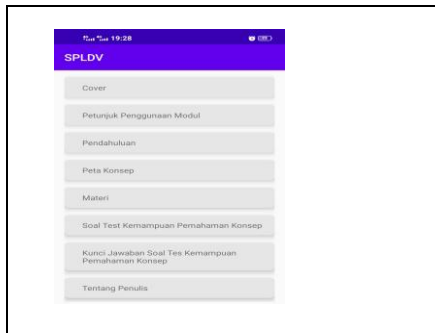 19:28
SPLDV
Cover
Petunjuk Penggunaan Modul
Pendahuluan
Peta Konsep
Materi
Soal Test Kemampuan Pemahaman Konsep
Kunci Jawaban Soal Tes Kemampuan
Pemahaman Konsep
Tentang Penulis